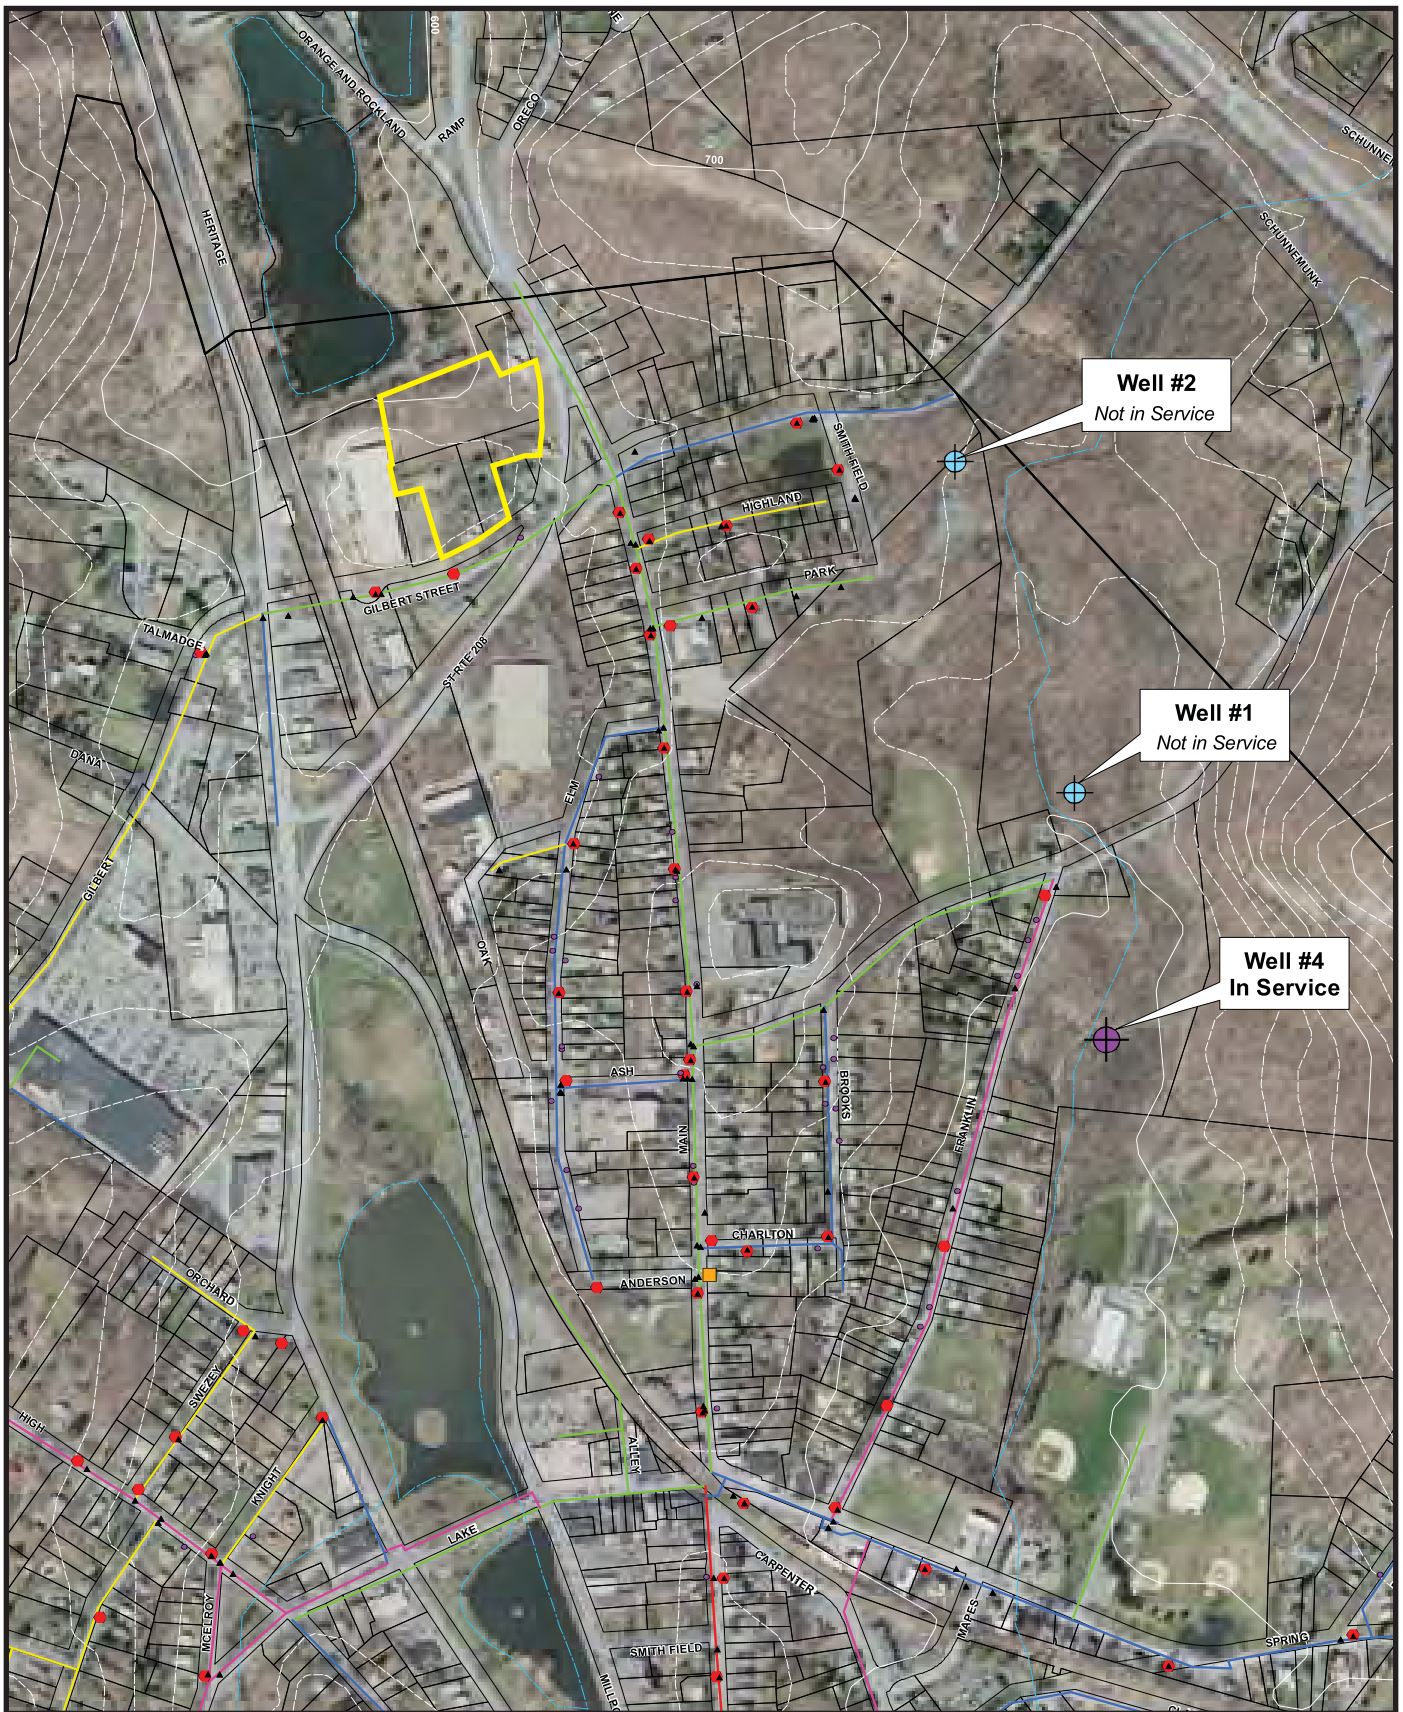 600
ORANGE AND ROCKLAND
RAMP
ORECO
700
SCHUNNEMUNK
HERITAGE
Well #2
Not in Service
SMITH FIELD
HIGHLAND
PARK
GILBERT STREET
TALMADGE
ST RTE 208
Well #1
Not in Service
DANA
ELM
GILBERT
OAK
Well #4
In Service
ASH
BROOKS
MAIN
FRANKLIN
CHARLTON
ANDERSON
ORCHARD
SWEZEY
HIGH
KNIGHT
ALLEY
LAKE
CARPENTER
MCELROY
MAPES
SMITH FIELD
SPRING